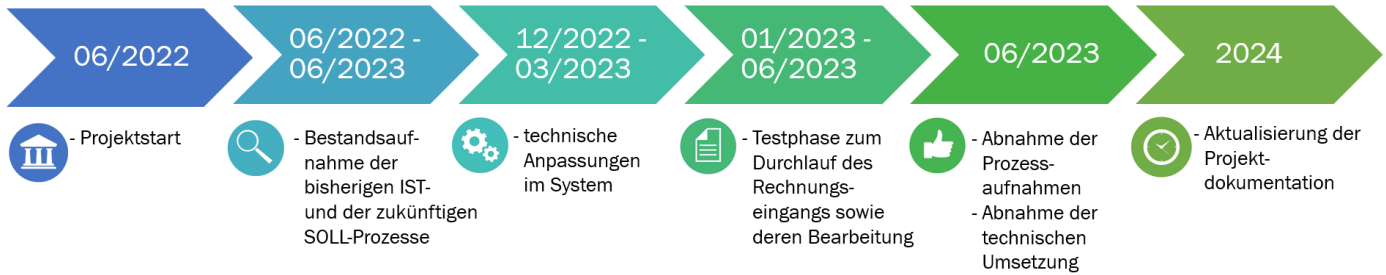 06/2022
06/2022 -
06/2023
12/2022 -
03/2023
01/2023 -
06/2023
06/2023
2024
- Projektstart
- Bestandsauf-
nahme der
bisherigen IST-
und der zukünftigen
SOLL-Prozesse
- technische
Anpassungen
im System
- Testphase zum
Durchlauf des
Rechnungs-
eingangs sowie
deren Bearbeitung
- Abnahme der
Prozess-
aufnahmen
- Abnahme der
technischen
Umsetzung
- Aktualisierung der
Projekt-
dokumentation